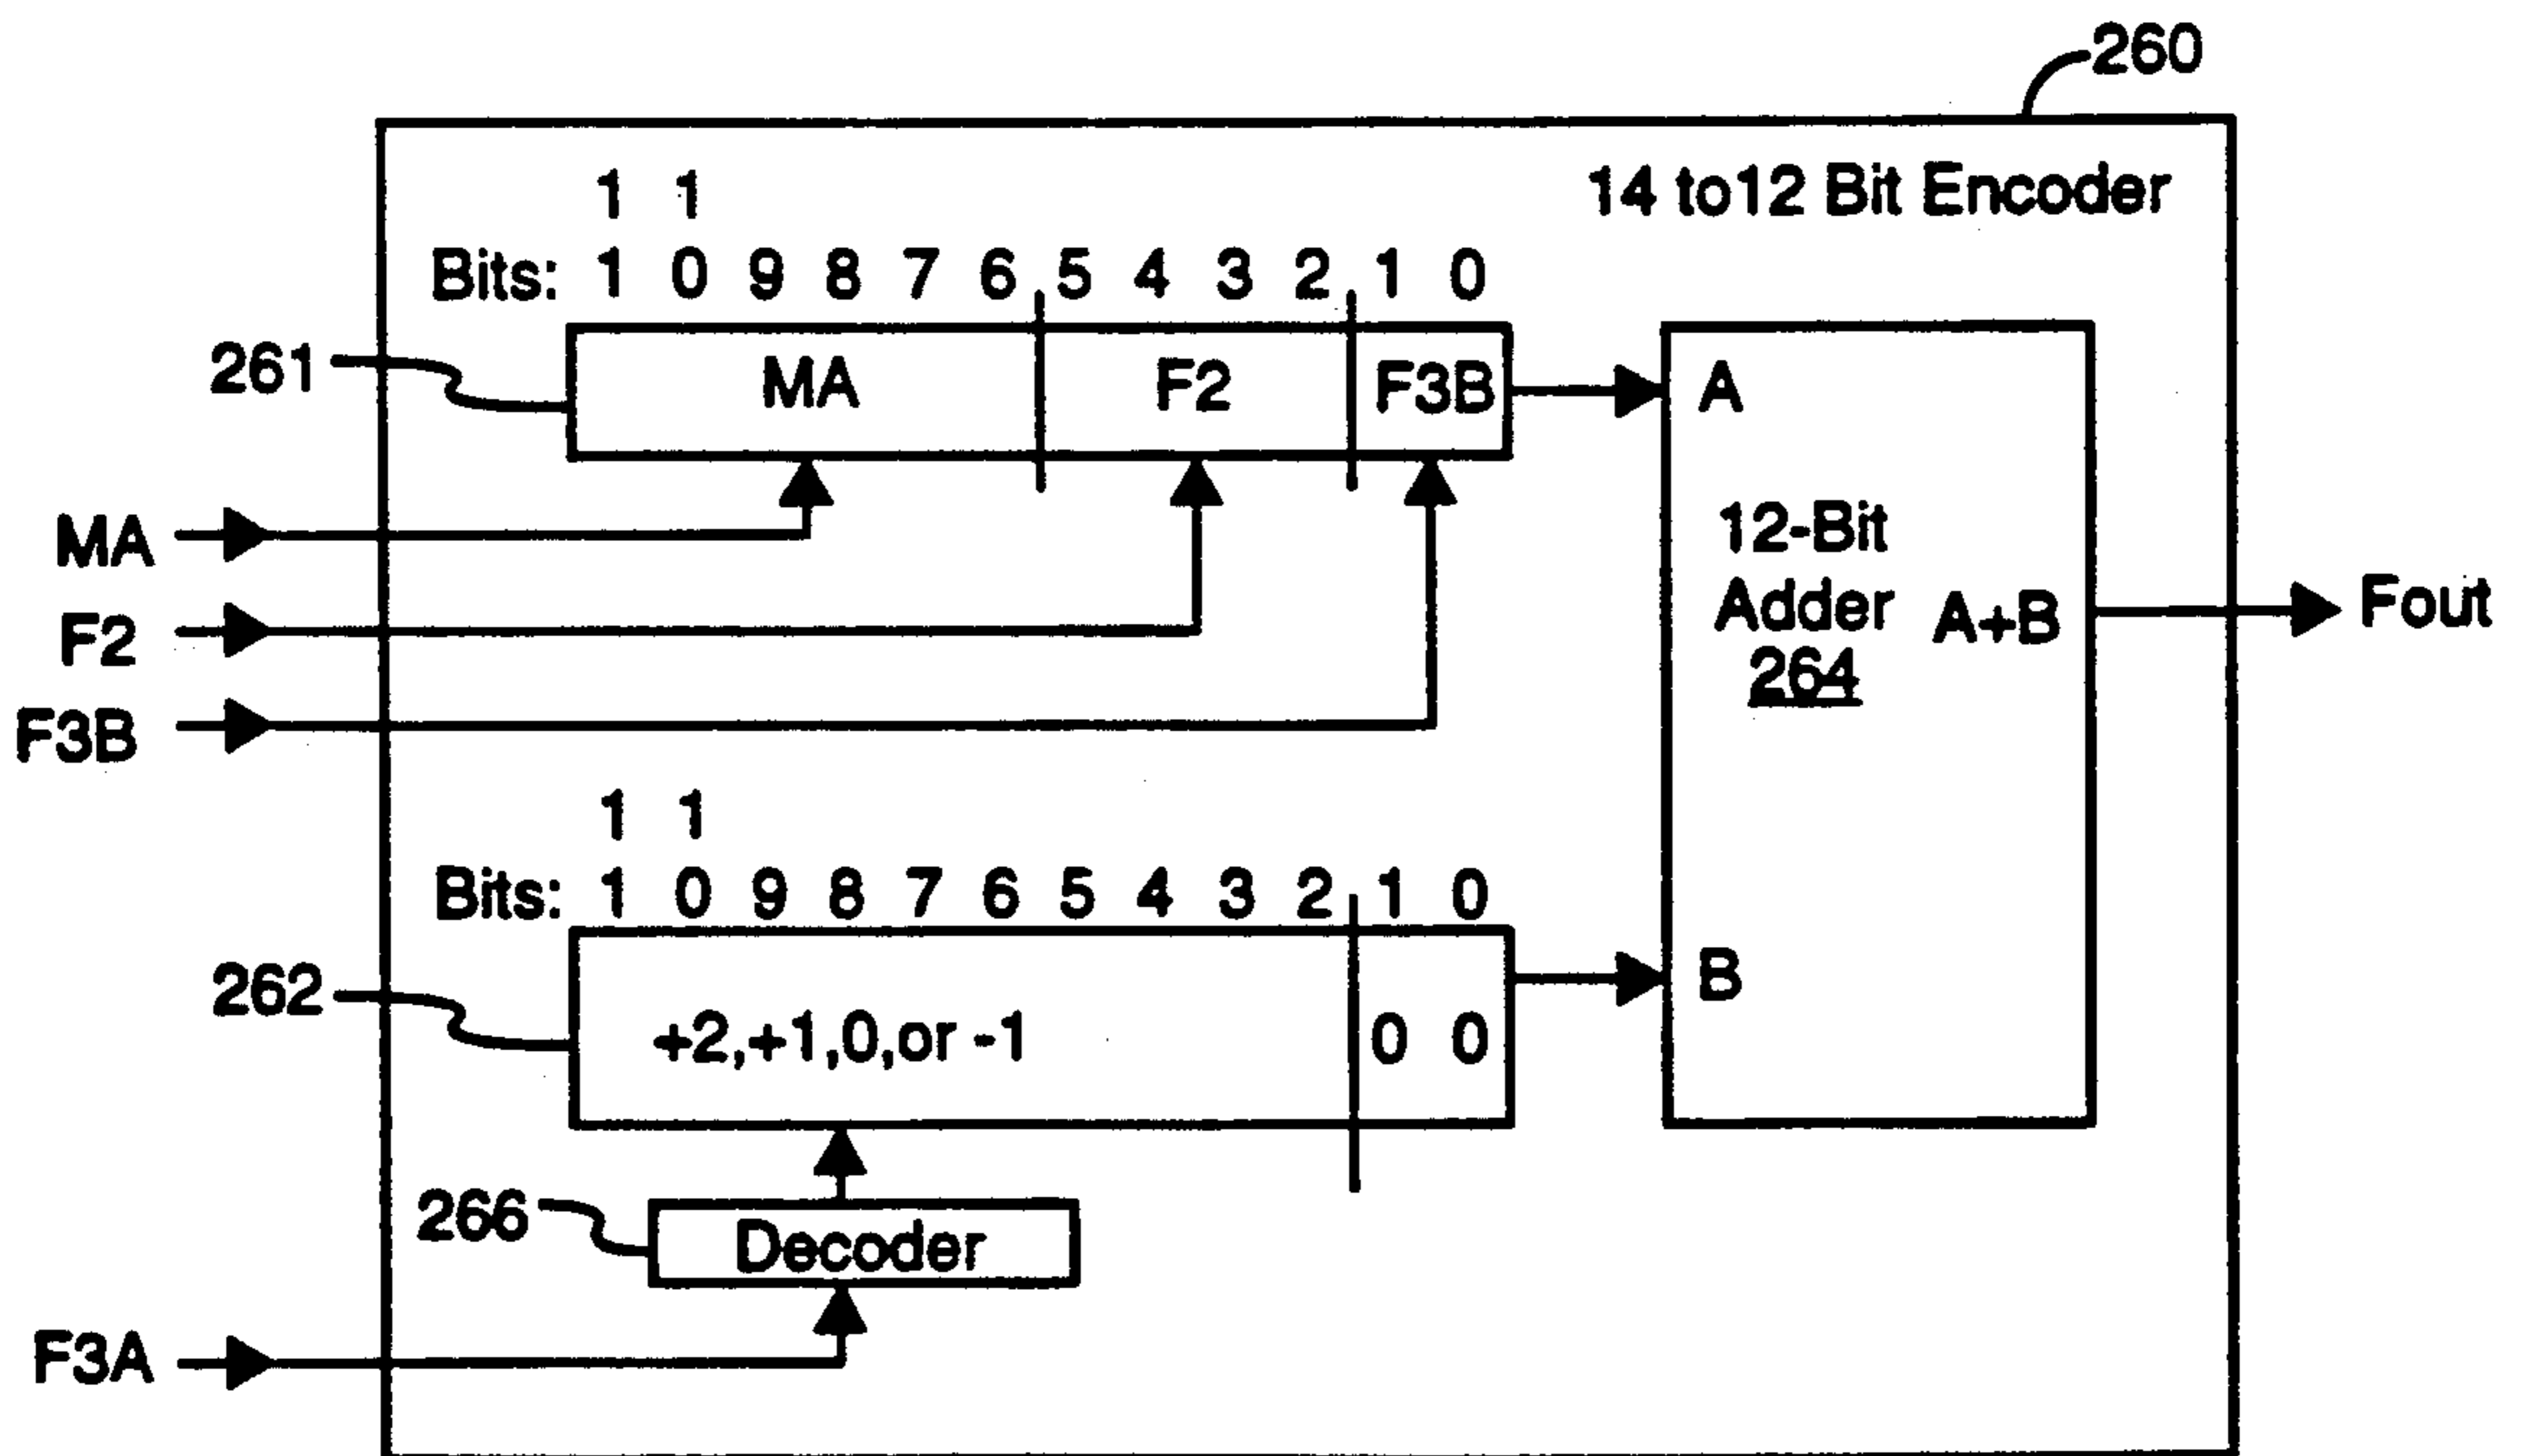 260
14 to12 Bit Encoder
1 1
Bits: 1 0 9 8 7 6 5 4 3 2 1 0
261
MA F2 F3B
A
MA
F2
F3B
12-Bit
Adder
264
A+B
Fout
1 1
Bits: 1 0 9 8 7 6 5 4 3 2 1 0
262
+2,+1,0,or -1 0 0
B
266
Decoder
F3A